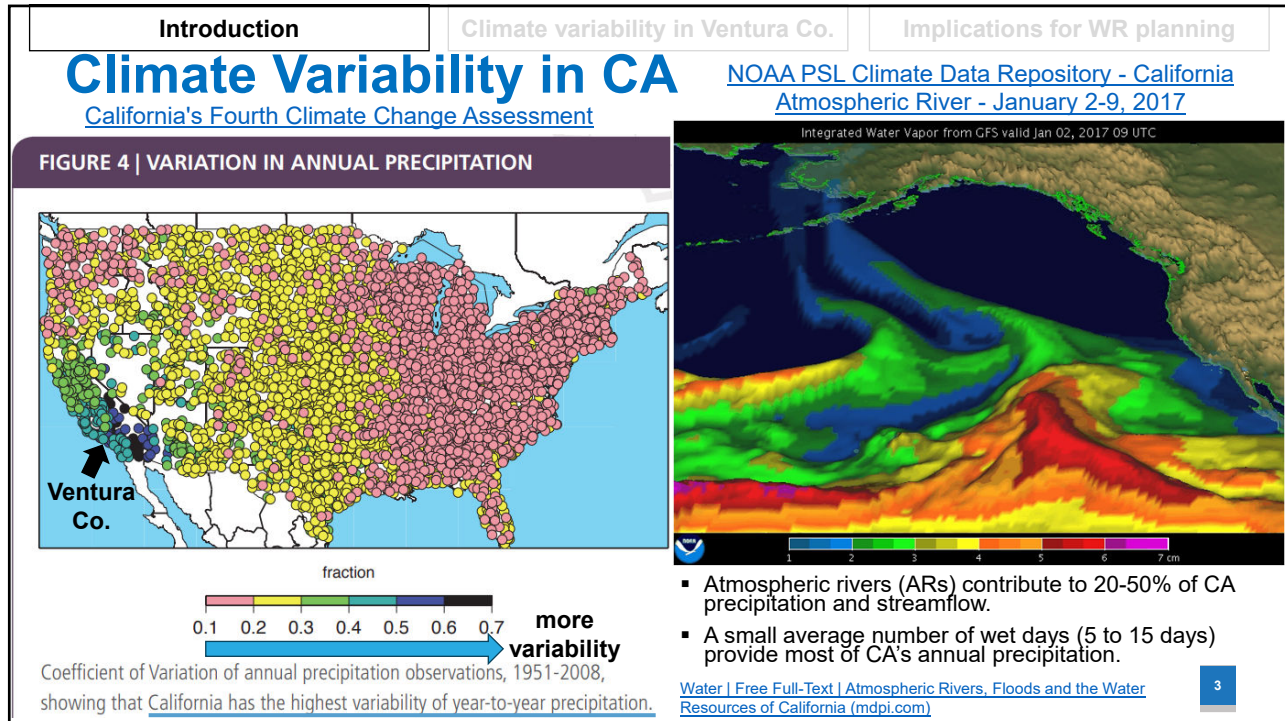 Introduction
Climate variability in Ventura Co.
Implications for WR planning
Climate Variability in CA
California's Fourth Climate Change Assessment
FIGURE 4 | VARIATION IN ANNUAL PRECIPITATION
Ventura
Co.
fraction
0.1 0.2 0.3 0.4 0.5 0.6 0.7
more
variability
Coefficient of Variation of annual precipitation observations, 1951-2008,
showing that California has the highest variability of year-to-year precipitation.
NOAA PSL Climate Data Repository - California
Atmospheric River - January 2-9, 2017
Integrated Water Vapor from GFS valid Jan 02, 2017 09 UTC
noaa
1 2 3 4 5 6 7 cm
▪ Atmospheric rivers (ARs) contribute to 20-50% of CA
precipitation and streamflow.
▪ A small average number of wet days (5 to 15 days)
provide most of CA's annual precipitation.
Water | Free Full-Text | Atmospheric Rivers, Floods and the Water
Resources of California (mdpi.com)
3